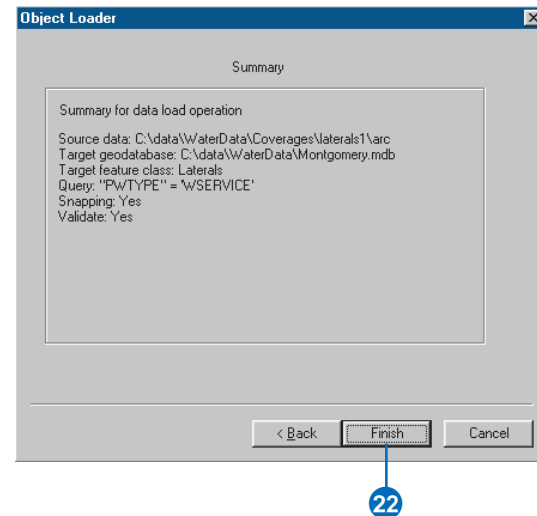 Object Loader
Summary
Summary for data load operation
Source data: C:\data\WaterData\Coverages\laterals1\arc
Target geodatabase: C:\data\WaterData\Montgomery.mdb
Target feature class: Laterals
Query: "PWTYPE" = 'WSERVICE'
Snapping: Yes
Validate: Yes
< Back Finish Cancel
22